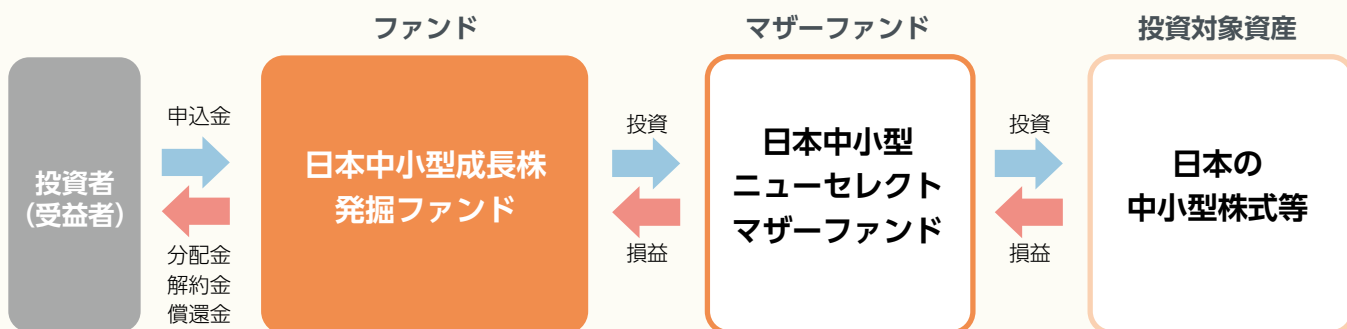 ファンド
マザーファンド
投資対象資産
投資者
(受益者)
申込金
分配金
解約金
償還金
日本中小型成長株
発掘ファンド
投資
損益
日本中小型
ニューセレクト
マザーファンド
投資
損益
日本の
中小型株式等